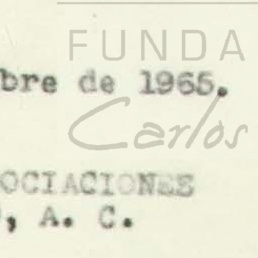 FUNDA
bre de 1965.
Carlos
OCIACIONES
, A. C.